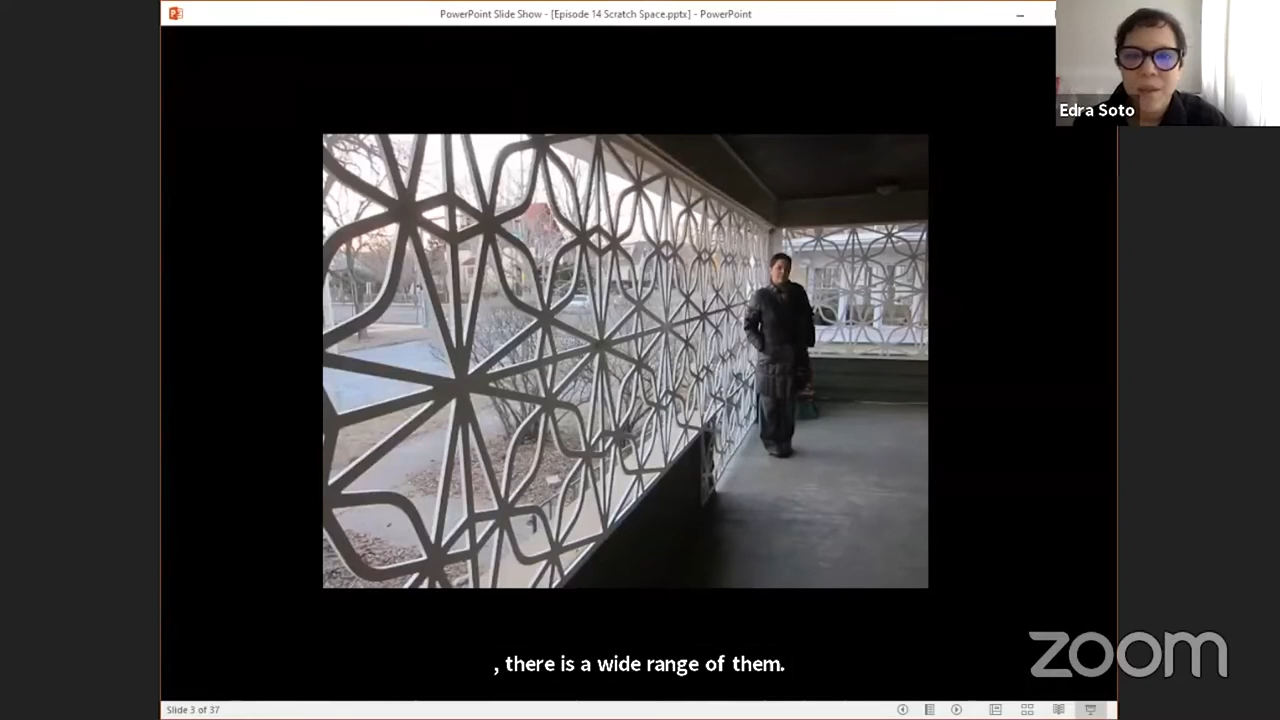 PowerPoint Slide Show - [Episode 14 Scratch Space.pptx] - PowerPoint
Edra Soto
, there is a wide range of them.
zoom
Slide 3 of 37